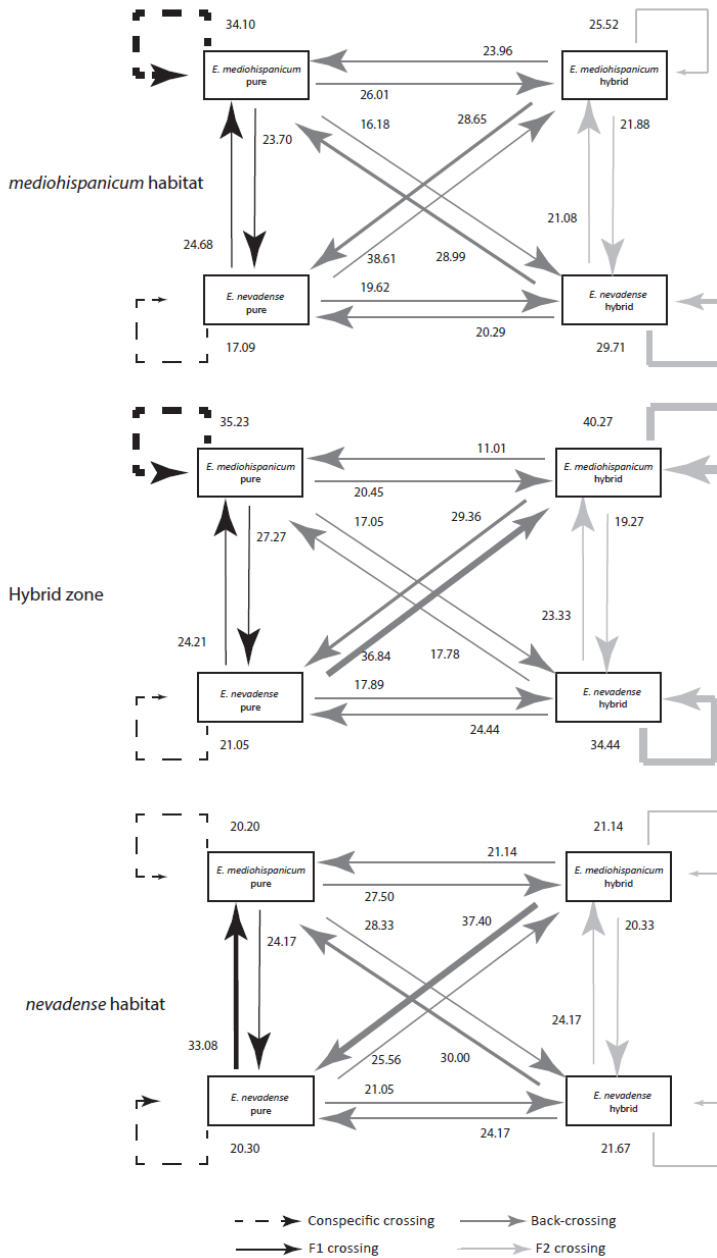 34.10
25.52
E. mediohispanicum
pure
23.96
E. mediohispanicum
hybrid
26.01
23.70
16.18
28.65
21.88
mediohispanicum habitat
24.68
38.61
28.99
21.08
E. nevadense
pure
19.62
E. nevadense
hybrid
20.29
17.09
29.71
35.23
40.27
E. mediohispanicum
pure
11.01
E. mediohispanicum
hybrid
20.45
27.27
17.05
29.36
19.27
Hybrid zone
24.21
36.84
17.78
23.33
E. nevadense
pure
17.89
E. nevadense
hybrid
24.44
21.05
34.44
20.20
21.14
E. mediohispanicum
pure
21.14
E. mediohispanicum
hybrid
27.50
24.17
28.33
37.40
20.33
nevadense habitat
33.08
25.56
30.00
24.17
E. nevadense
pure
21.05
E. nevadense
hybrid
24.17
20.30
21.67
Conspecific crossing
Back-crossing
F1 crossing
F2 crossing